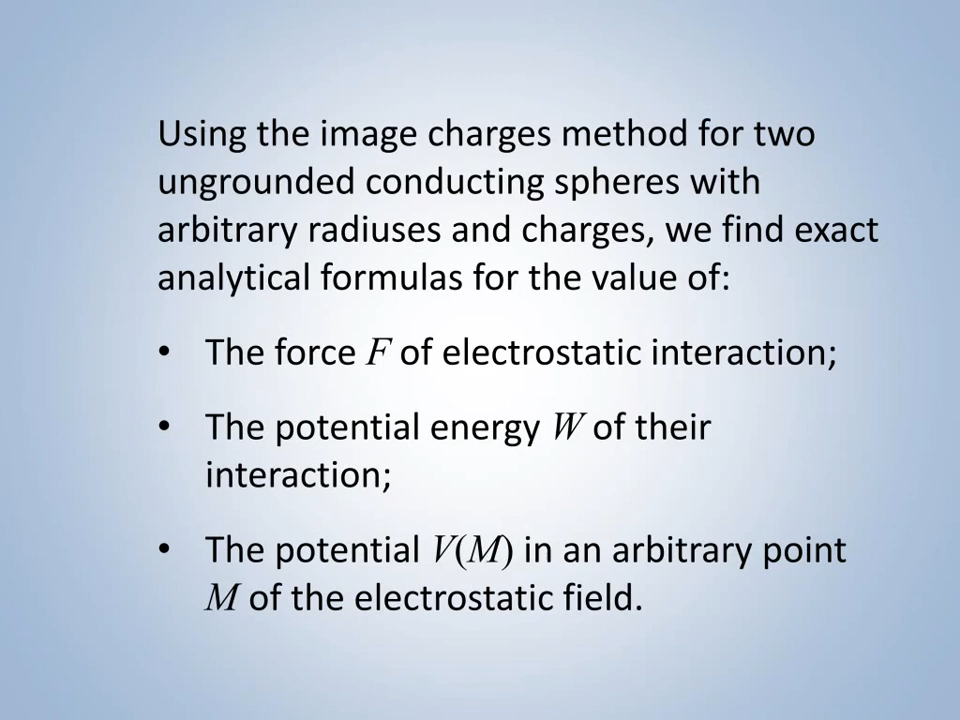 Using the image charges method for two
ungrounded conducting spheres with
arbitrary radiuses and charges, we find exact
analytical formulas for the value of:
• The force F of electrostatic interaction;
• The potential energy W of their
interaction;
• The potential V(M) in an arbitrary point
M of the electrostatic field.